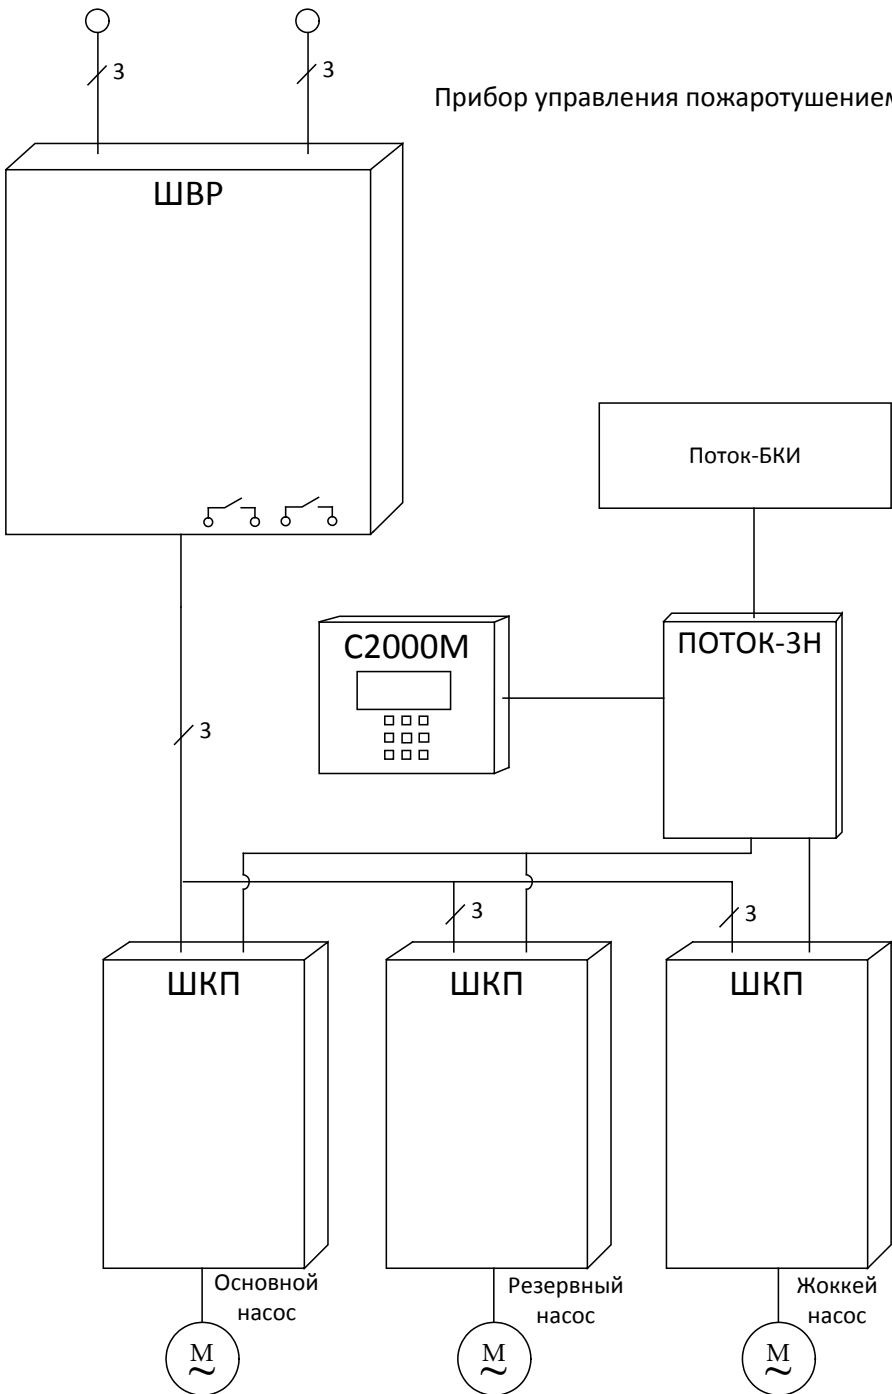 3
3
Прибор управления пожаротушением
ШВР
Поток-БКИ
С2000М
ПОТОК-3Н
3
3
3
ШКП
ШКП
ШКП
Основной
насос
Резервный
насос
Жоккей
насос
M
~
M
~
M
~